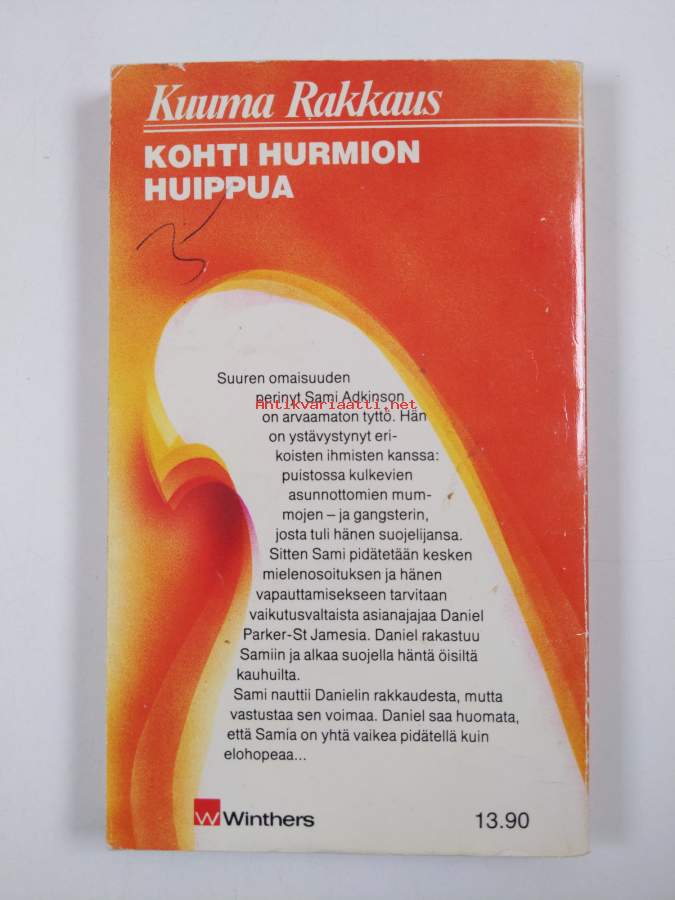 Kuuma Rakkaus
KOHTI HURMION
HUIPPUA
Suuren omaisuuden
perinyt Sami Adkinson
Antikvariaatti.net
on arvaamaton tyttö. Hän
on ystävystynyt eri-
koisten ihmisten kanssa:
puistossa kulkevien
asunnottomien mum-
mojen – ja gangsterin,
josta tuli hänen suojelijansa.
Sitten Sami pidätetään kesken
mielenosoituksen ja hänen
vapauttamisekseen tarvitaan
vaikutusvaltaista asianajajaa Daniel
Parker-St Jamesia. Daniel rakastuu
Samiin ja alkaa suojella häntä öisiltä
kauhuilta.
Sami nauttii Danielin rakkaudesta, mutta
vastustaa sen voimaa. Daniel saa huomata,
että Samia on yhtä vaikea pidätellä kuin
elohopeaa...
W Winthers
13.90